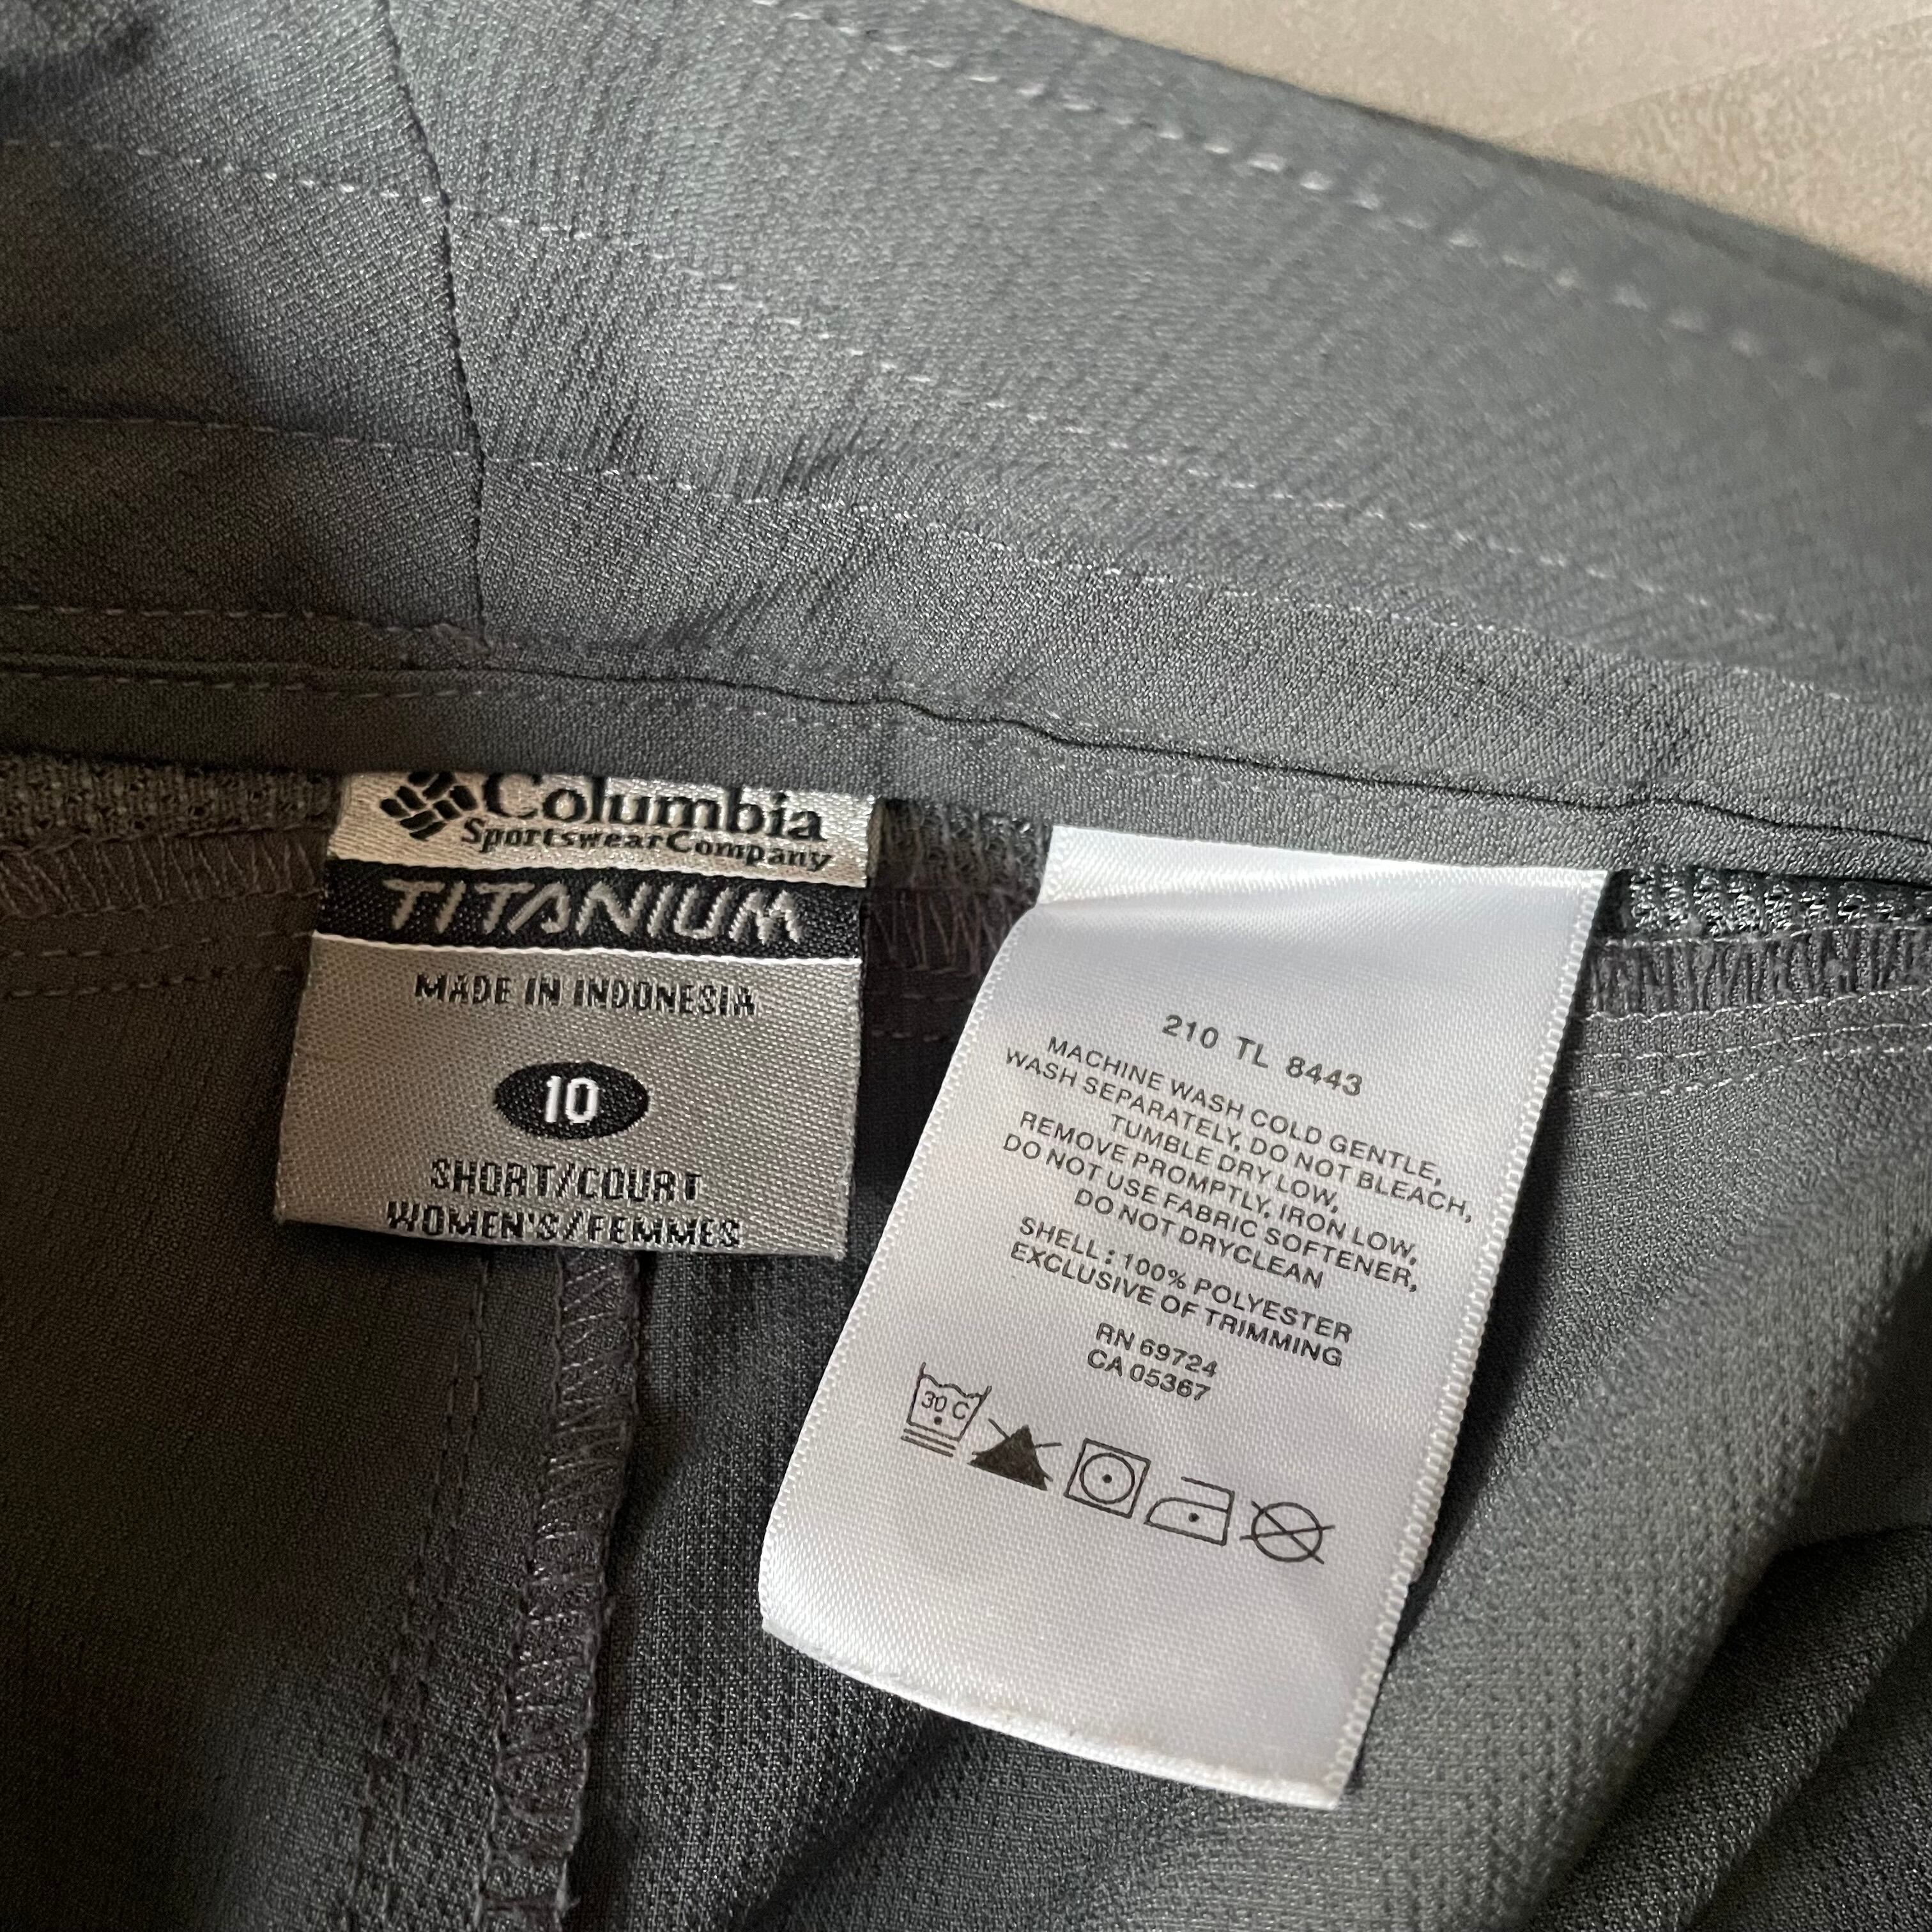 Columbia
Sportswear Company
TITANIUM
MADE IN INDONESIA
10
SHORT/COURT
WOMEN'S/FEMMES
210 TL 8443
MACHINE WASH COLD GENTLE,
WASH SEPARATELY, DO NOT BLEACH,
TUMBLE DRY LOW,
REMOVE PROMPTLY, IRON LOW,
DO NOT USE FABRIC SOFTENER,
DO NOT DRYCLEAN
SHELL : 100% POLYESTER
EXCLUSIVE OF TRIMMING
RN 69724
CA 05367
30 C